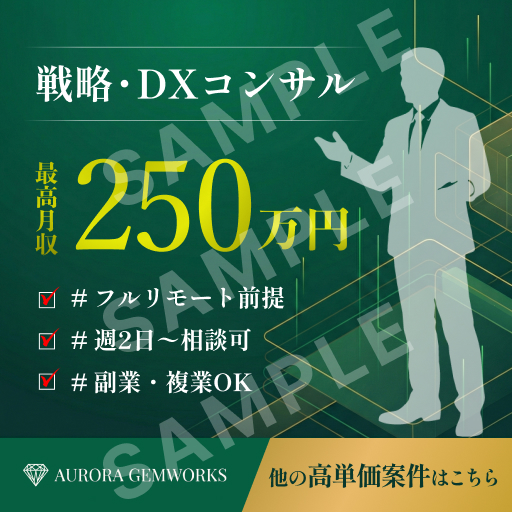 戦略・DXコンサル
最高月収
250万円
#フルリモート前提
#週2日～相談可
#副業・複業OK
AURORA GEMWORKS
他の高単価案件はこちら
SAMPLE
SAMPLE
SAMPLE